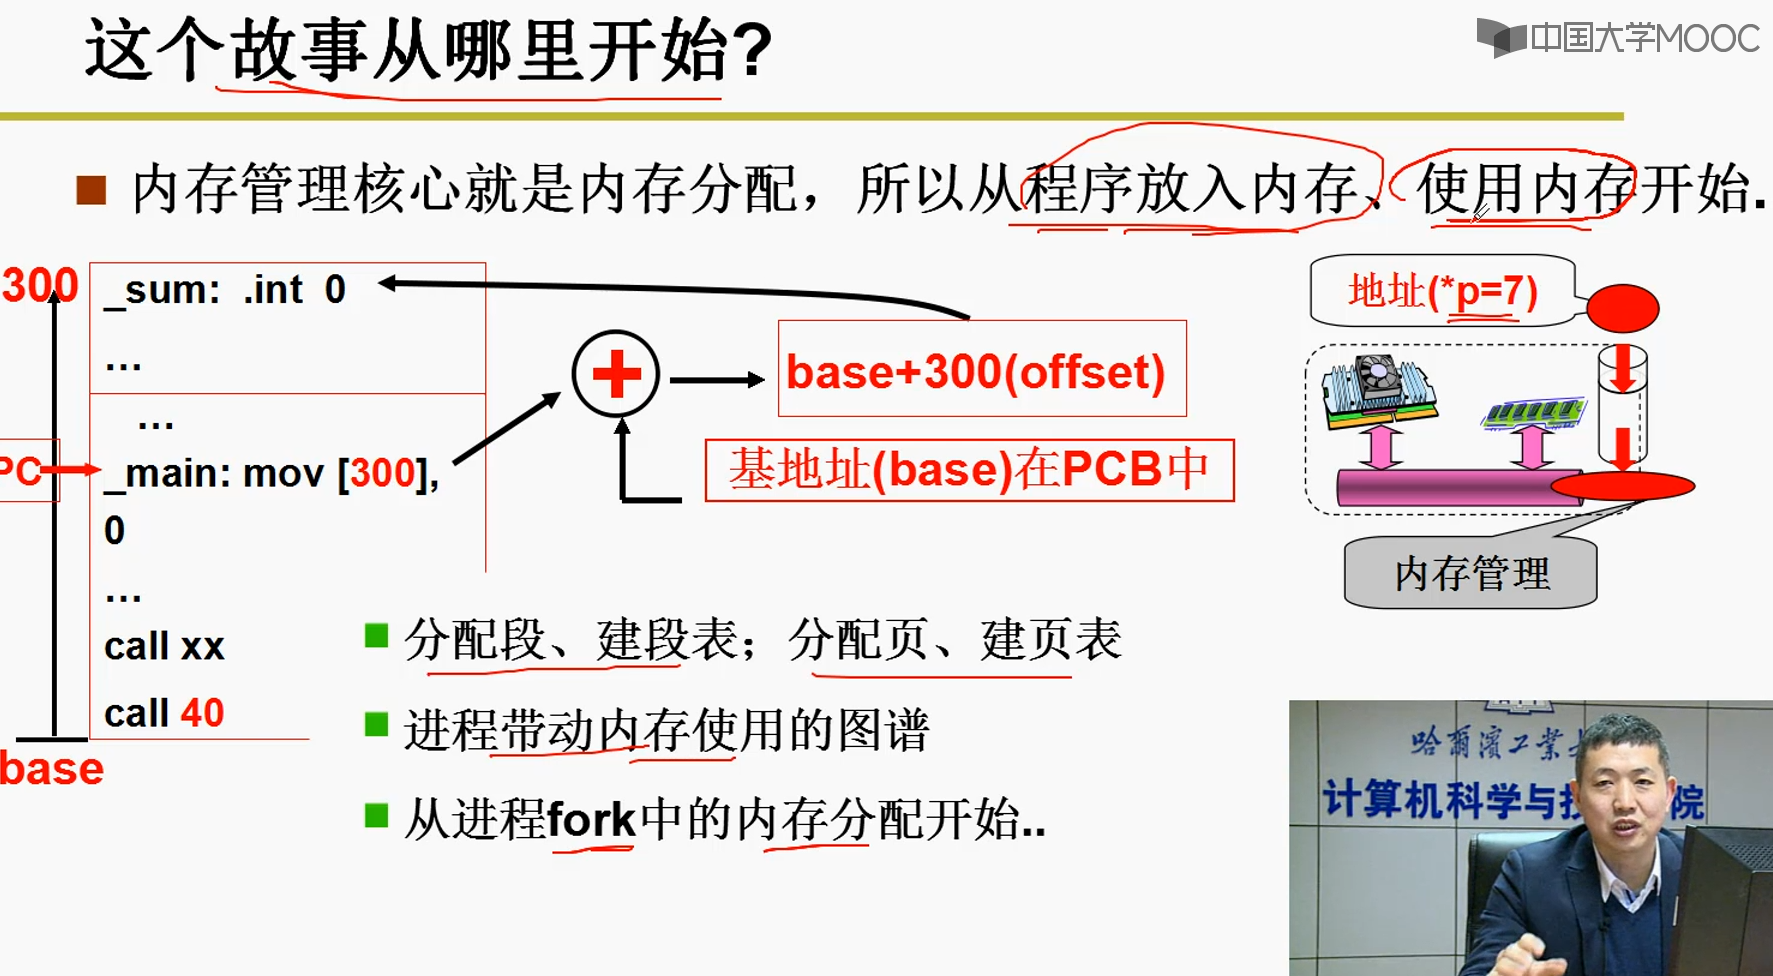 这个故事从哪里开始?
中国大学MOOC
内存管理核心就是内存分配，所以从程序放入内存、使用内存开始.
300
_sum: .int 0
...
...
PC
_main: mov [300],
0
...
call xx
call 40
base
base+300(offset)
基地址(base)在PCB中
地址(*p=7)
内存管理
分配段、建段表；分配页、建页表
进程带动内存使用的图谱
从进程fork中的内存分配开始..
哈尔滨工业
计算机科学与技 院